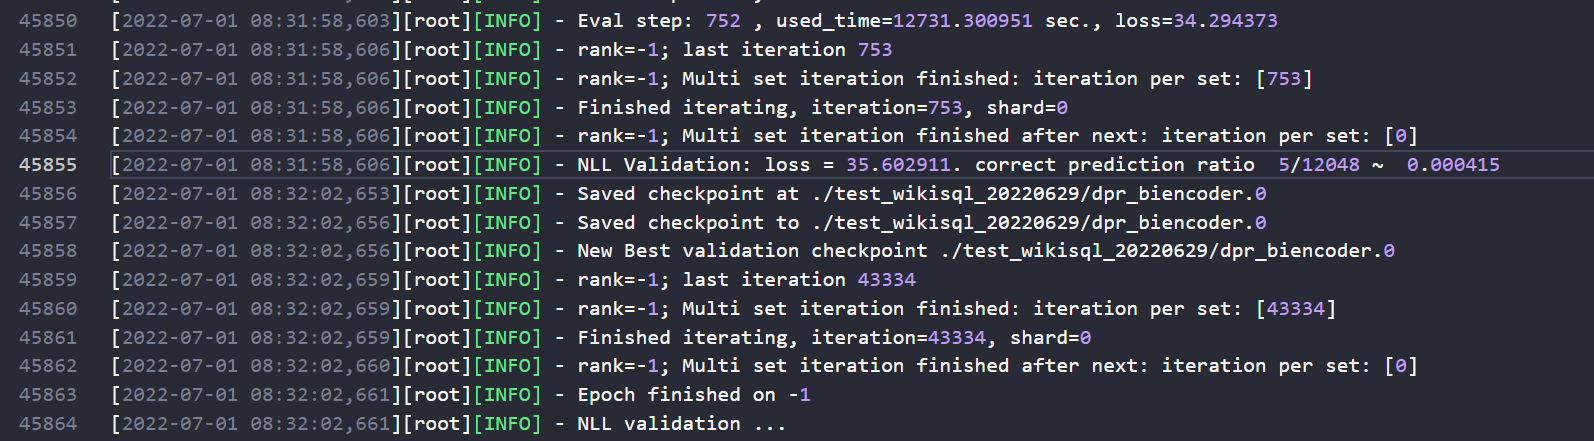 45850 [2022-07-01 08:31:58,603][root][INFO] - Eval step: 752 , used_time=12731.300951 sec., loss=34.294373
45851 [2022-07-01 08:31:58,606][root][INFO] - rank=-1; last iteration 753
45852 [2022-07-01 08:31:58,606][root][INFO] - rank=-1; Multi set iteration finished: iteration per set: [753]
45853 [2022-07-01 08:31:58,606][root][INFO] - Finished iterating, iteration=753, shard=0
45854 [2022-07-01 08:31:58,606][root][INFO] - rank=-1; Multi set iteration finished after next: iteration per set: [0]
45855 [2022-07-01 08:31:58,606][root][INFO] - NLL Validation: loss = 35.602911. correct prediction ratio  5/12048 ~  0.000415
45856 [2022-07-01 08:32:02,653][root][INFO] - Saved checkpoint at ./test_wikisql_20220629/dpr_biencoder.0
45857 [2022-07-01 08:32:02,656][root][INFO] - Saved checkpoint to ./test_wikisql_20220629/dpr_biencoder.0
45858 [2022-07-01 08:32:02,656][root][INFO] - New Best validation checkpoint ./test_wikisql_20220629/dpr_biencoder.0
45859 [2022-07-01 08:32:02,659][root][INFO] - rank=-1; last iteration 43334
45860 [2022-07-01 08:32:02,659][root][INFO] - rank=-1; Multi set iteration finished: iteration per set: [43334]
45861 [2022-07-01 08:32:02,659][root][INFO] - Finished iterating, iteration=43334, shard=0
45862 [2022-07-01 08:32:02,660][root][INFO] - rank=-1; Multi set iteration finished after next: iteration per set: [0]
45863 [2022-07-01 08:32:02,661][root][INFO] - Epoch finished on -1
45864 [2022-07-01 08:32:02,661][root][INFO] - NLL validation ...